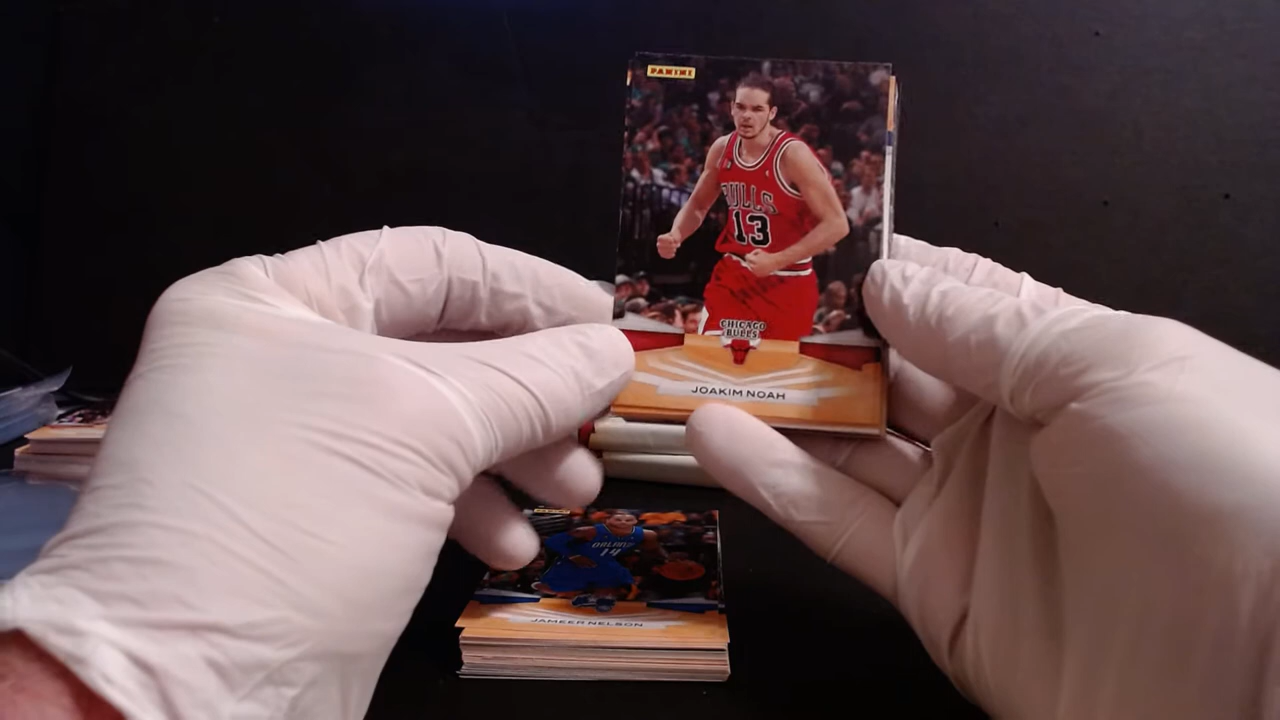 PANINI
BULLS
13
CHICAGO
BULLS
JOAKIM NOAH
ORLANDO
14
JAMEER NELSON